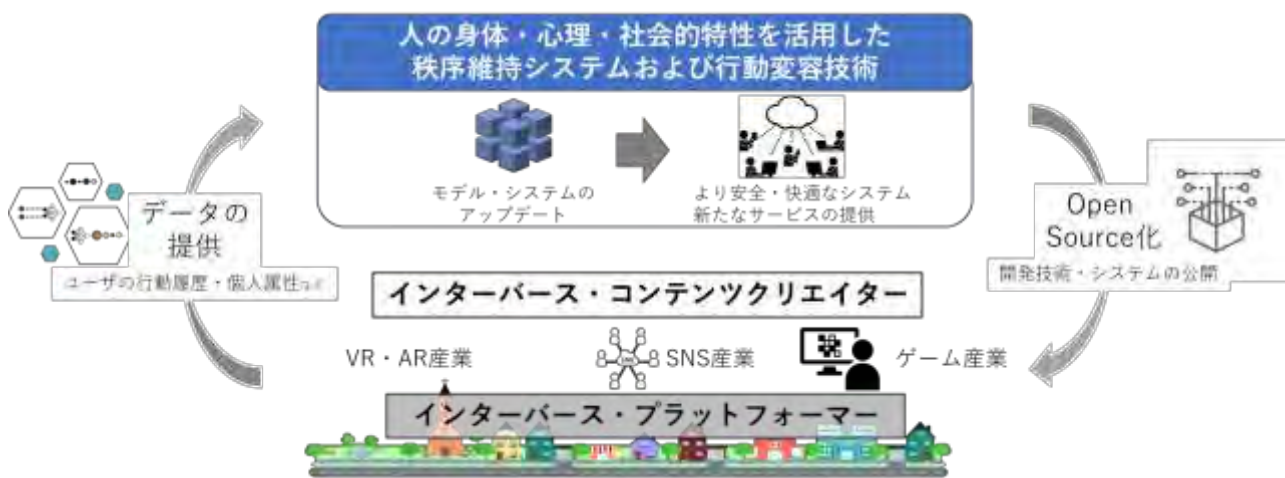 人の身体・心理・社会的特性を活用した
秩序維持システムおよび行動変容技術
モデル・システムの
アップデート
より安全・快適なシステム
新たなサービスの提供
データの
提供
ユーザの行動履歴・個人属性など
Open
Source化
開発技術・システムの公開
インターバース・コンテンツクリエイター
VR・AR産業
SNS産業
ゲーム産業
インターバース・プラットフォーマー